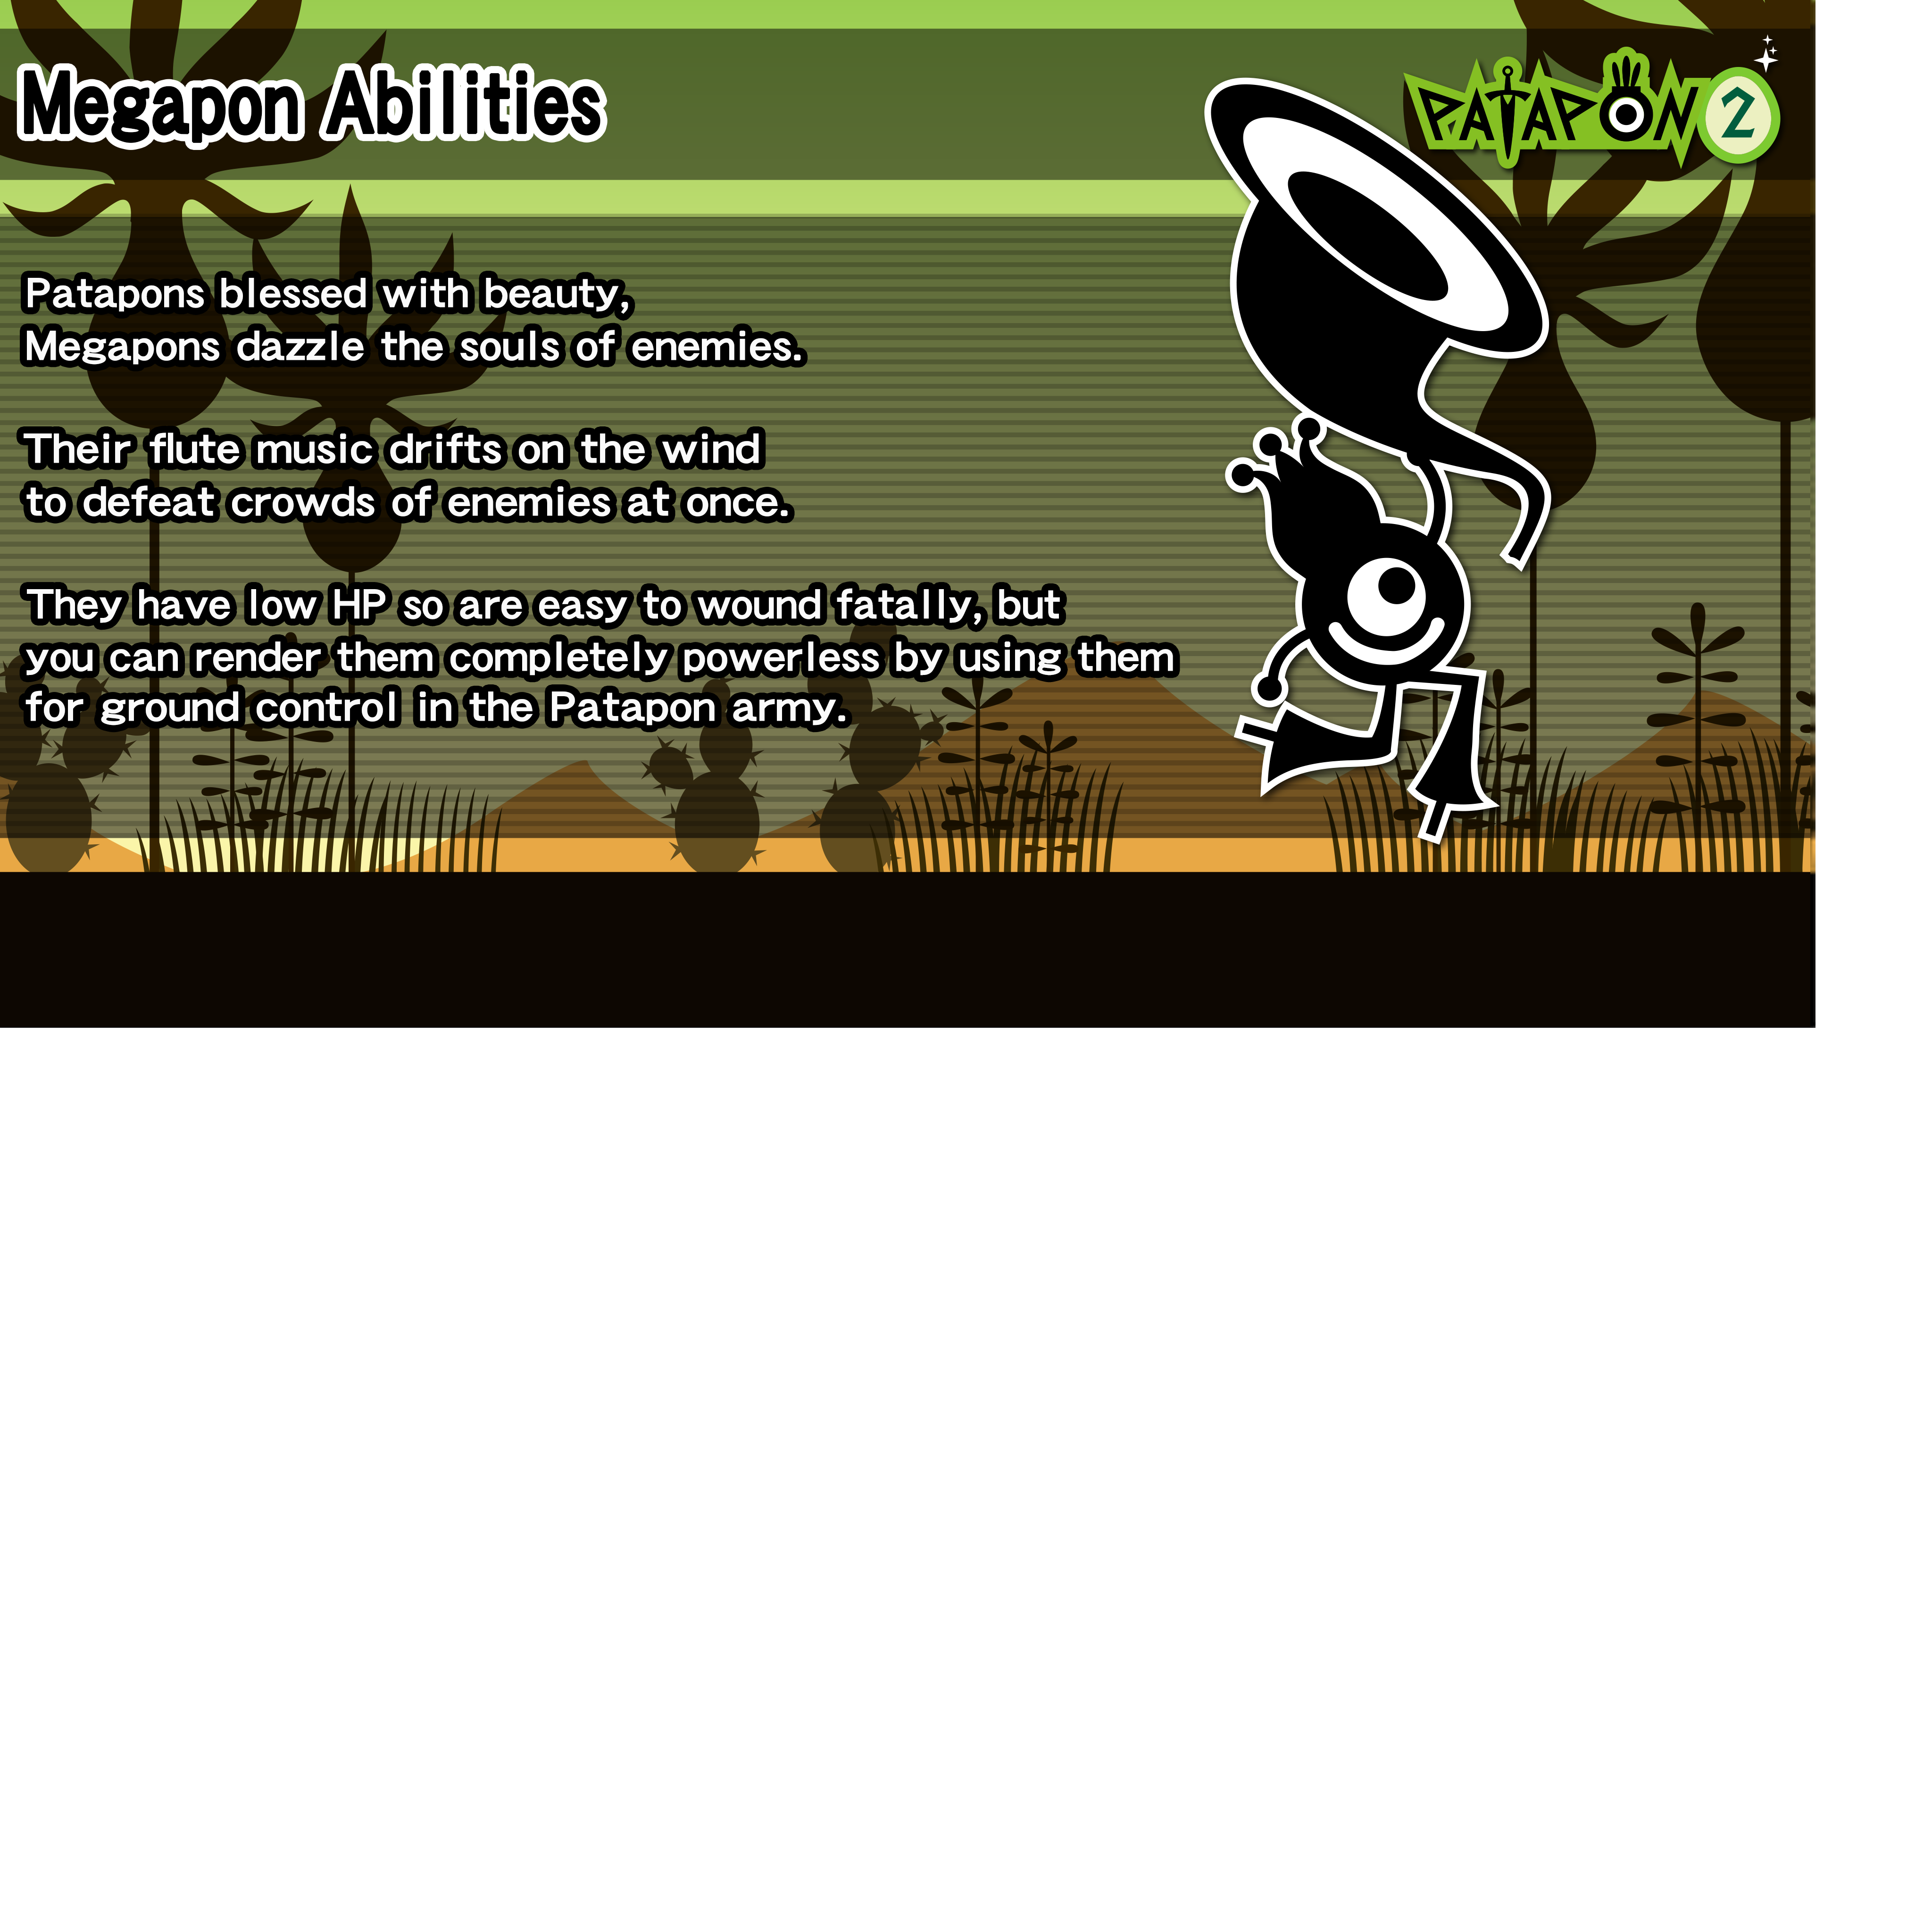 Megapon Abilities
PATAPON 2
Patapons blessed with beauty,
Megapons dazzle the souls of enemies.
Their flute music drifts on the wind
to defeat crowds of enemies at once.
They have low HP so are easy to wound fatally, but
you can render them completely powerless by using them
for ground control in the Patapon army.